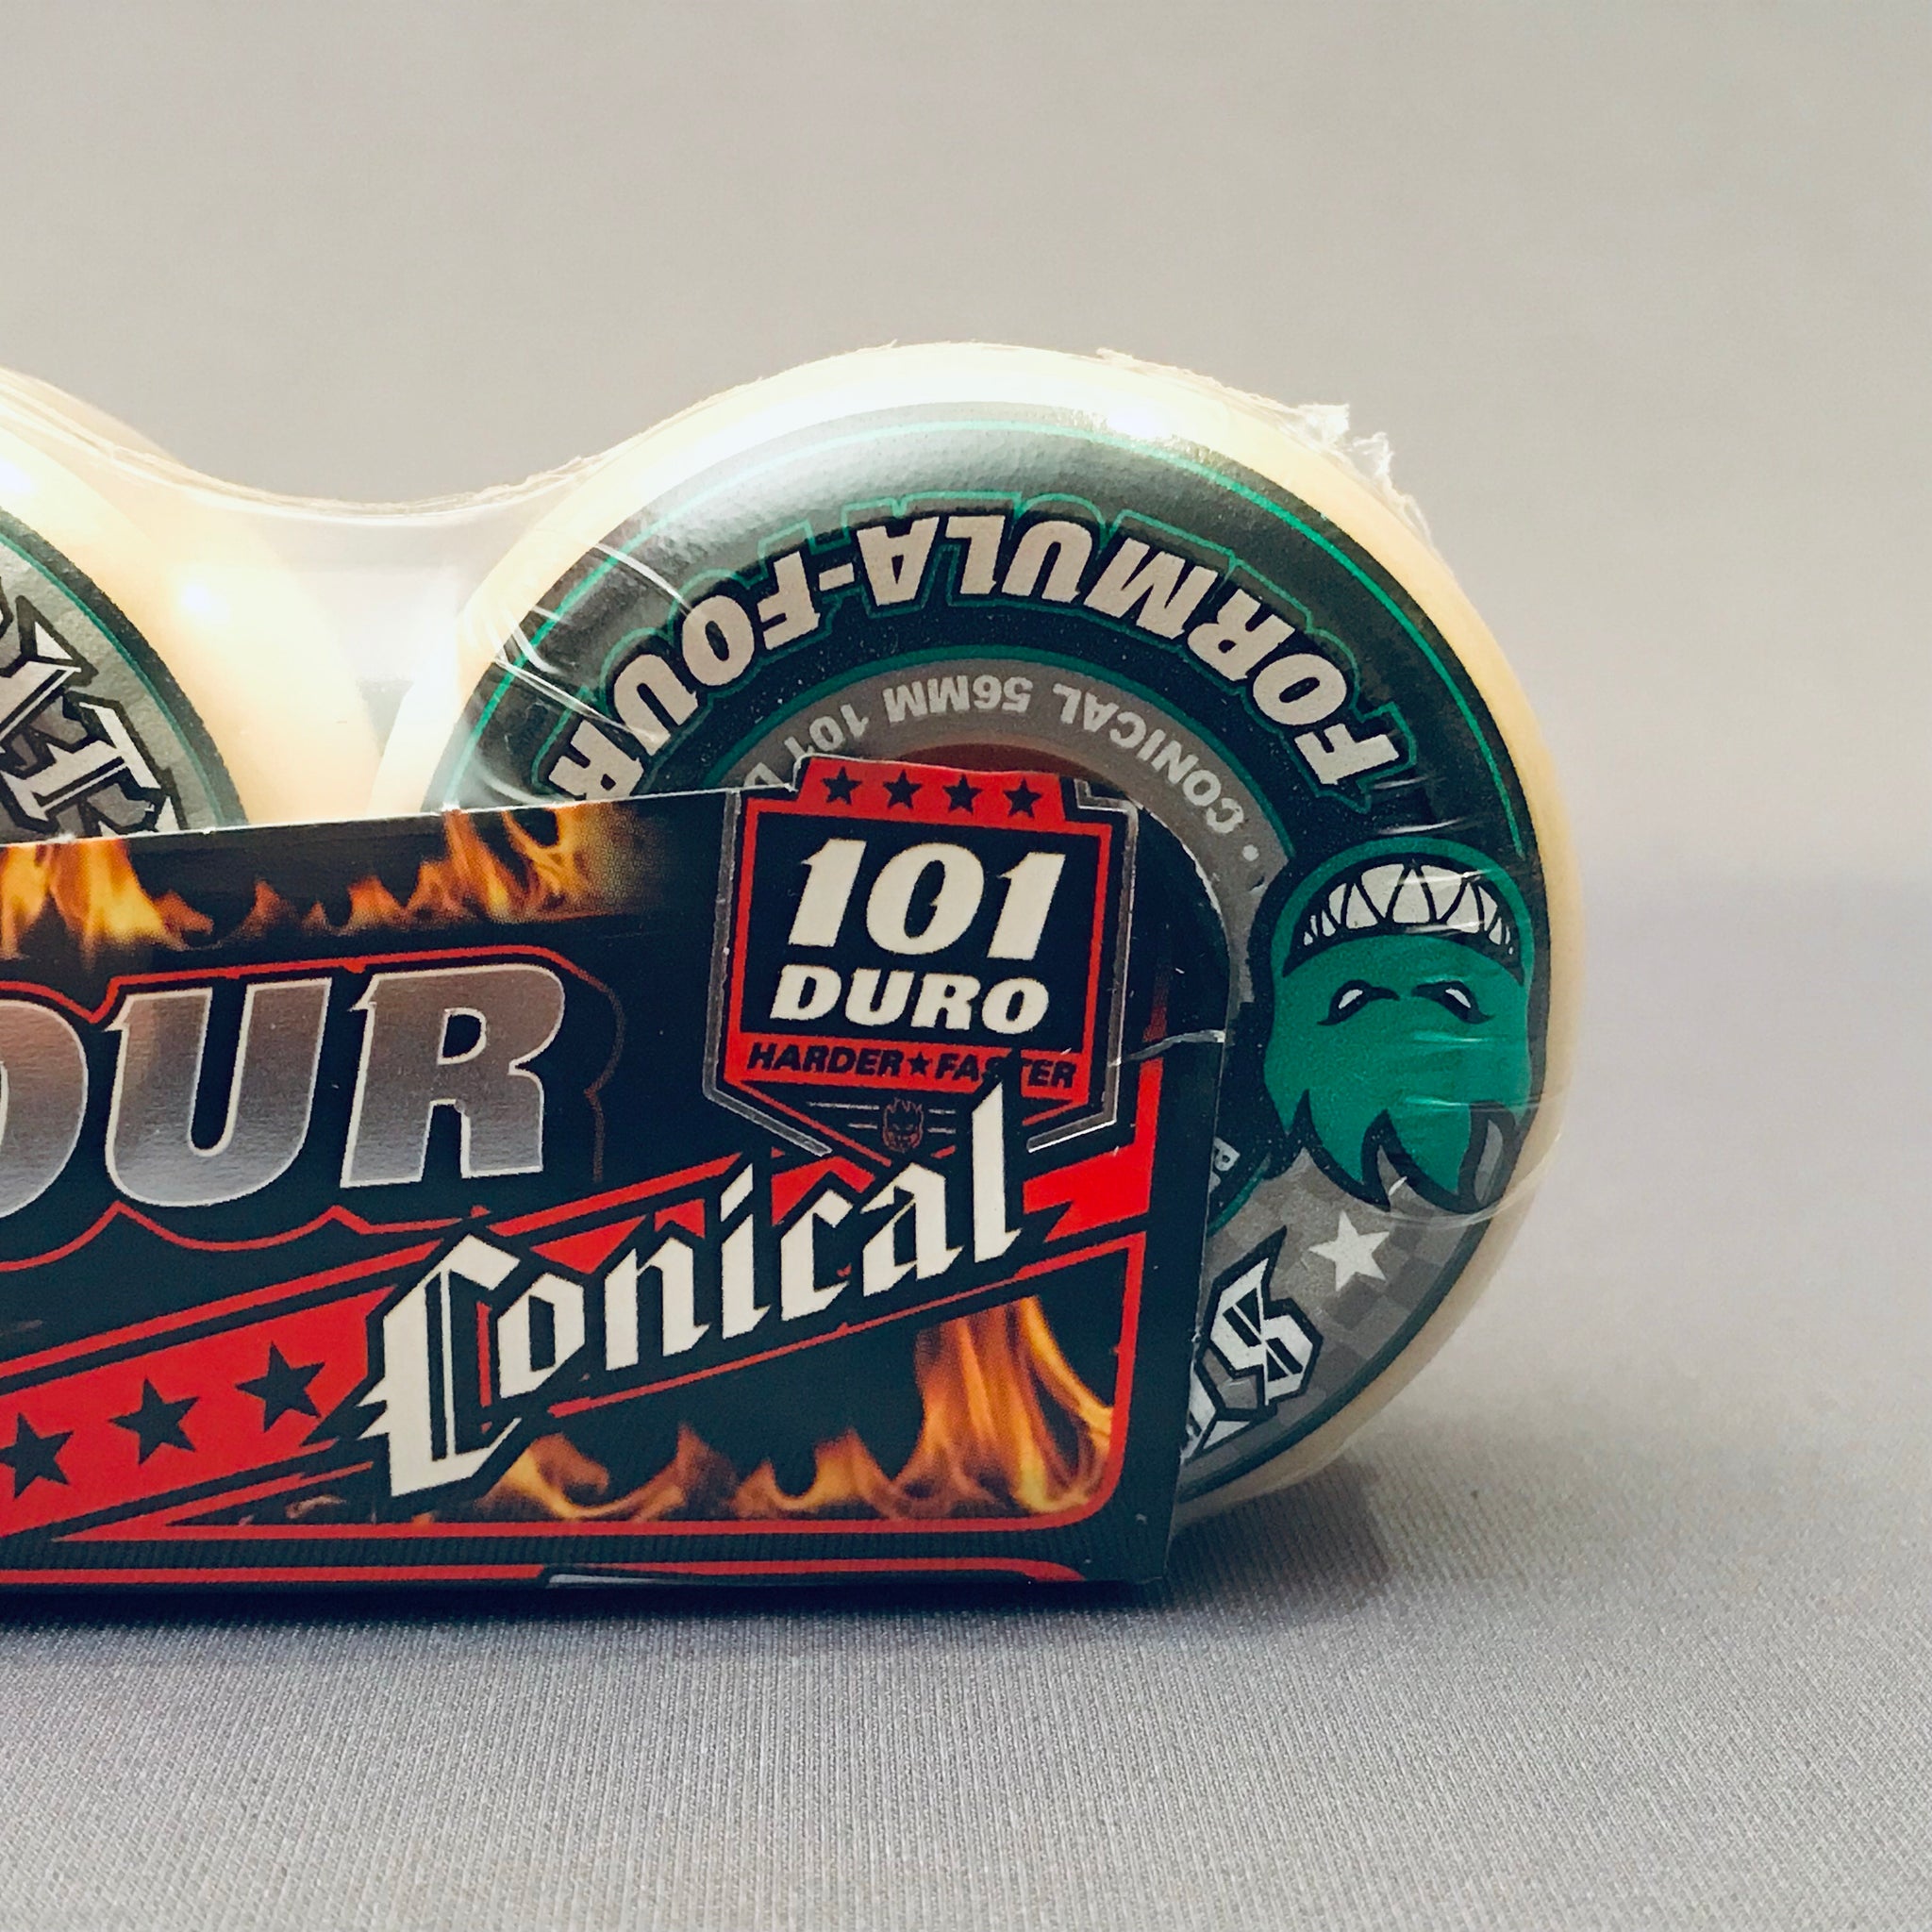 FORMULA-FOUR
• CONICAL 56MM 101 D
101
DURO
HARDER★FASTER
OUR
Conical